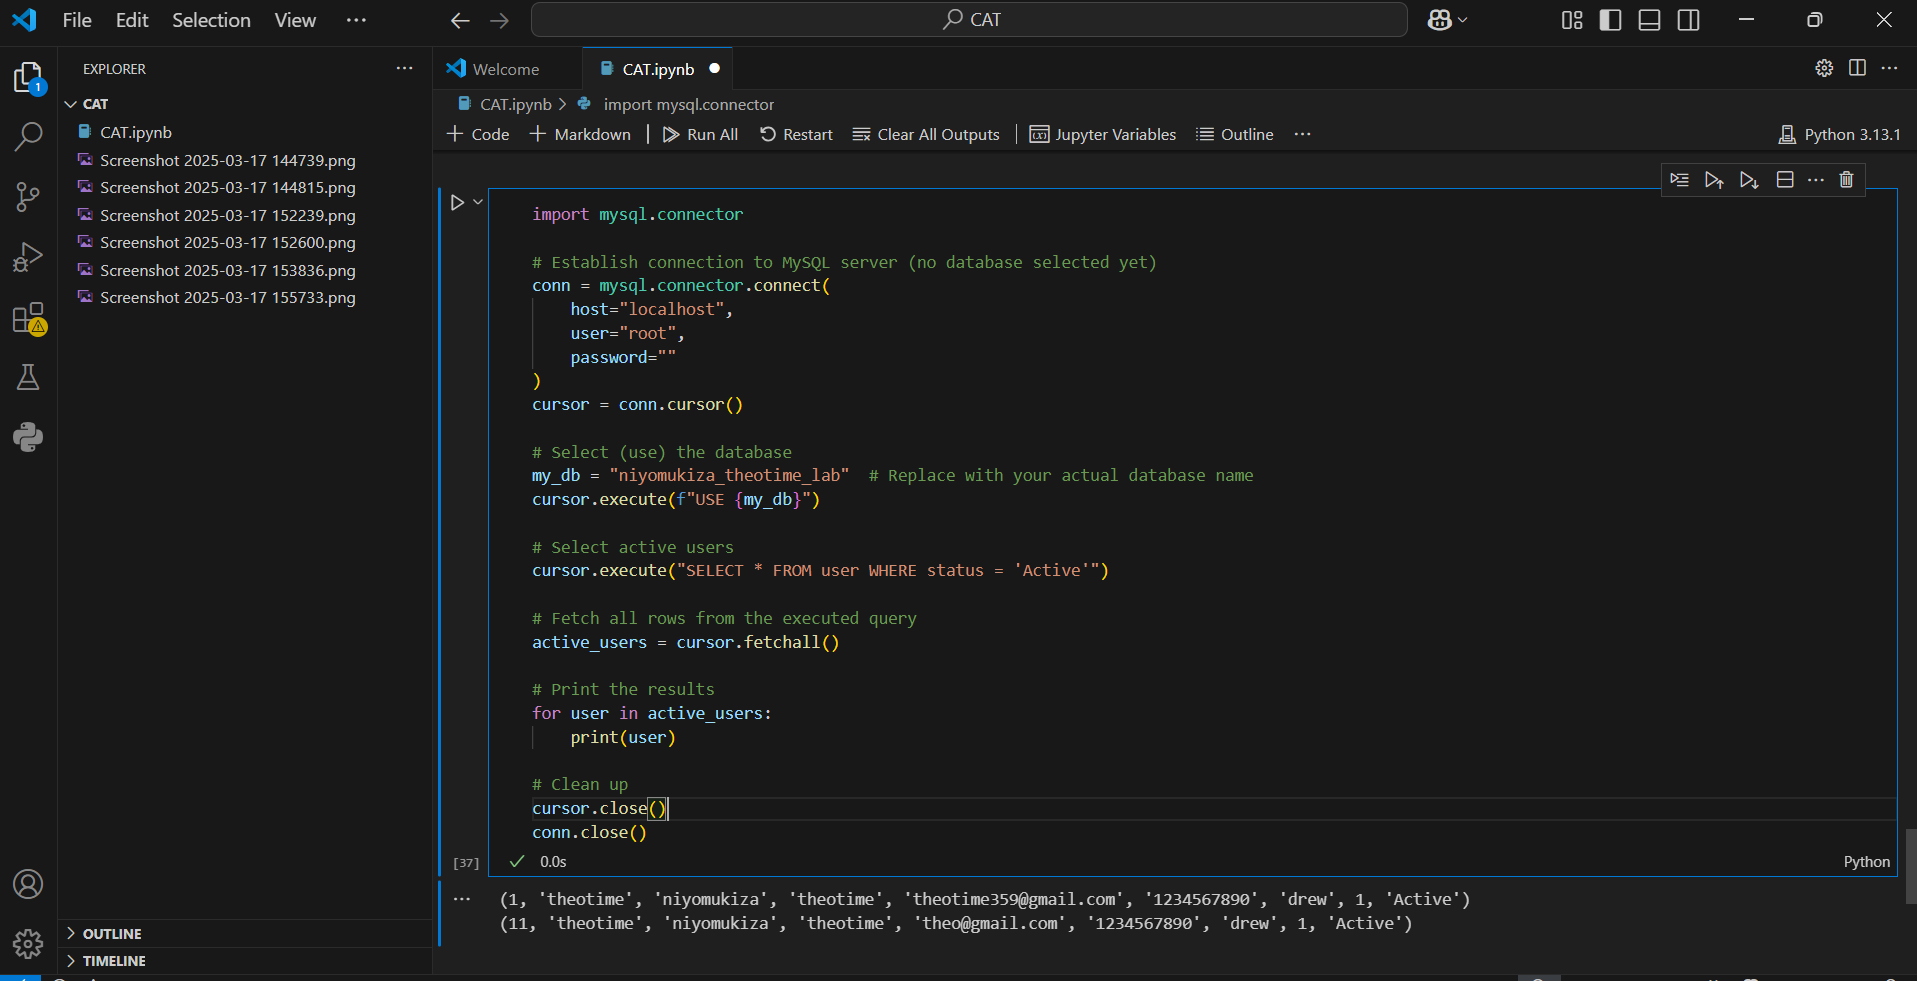 File Edit Selection View ···
CAT
EXPLORER ···
CAT
CAT.ipynb
Screenshot 2025-03-17 144739.png
Screenshot 2025-03-17 144815.png
Screenshot 2025-03-17 152239.png
Screenshot 2025-03-17 152600.png
Screenshot 2025-03-17 153836.png
Screenshot 2025-03-17 155733.png
OUTLINE
TIMELINE
1
Welcome CAT.ipynb
CAT.ipynb > import mysql.connector
+ Code + Markdown | Run All Restart Clear All Outputs | Jupyter Variables Outline ··· Python 3.13.1
import mysql.connector
# Establish connection to MySQL server (no database selected yet)
conn = mysql.connector.connect(
    host="localhost",
    user="root",
    password=""
)
cursor = conn.cursor()
# Select (use) the database
my_db = "niyomukiza_theotime_lab"  # Replace with your actual database name
cursor.execute(f"USE {my_db}")
# Select active users
cursor.execute("SELECT * FROM user WHERE status = 'Active'")
# Fetch all rows from the executed query
active_users = cursor.fetchall()
# Print the results
for user in active_users:
    print(user)
# Clean up
cursor.close()
conn.close()
[37] 0.0s Python
(1, 'theotime', 'niyomukiza', 'theotime', 'theotime359@gmail.com', '1234567890', 'drew', 1, 'Active')
(11, 'theotime', 'niyomukiza', 'theotime', 'theo@gmail.com', '1234567890', 'drew', 1, 'Active')